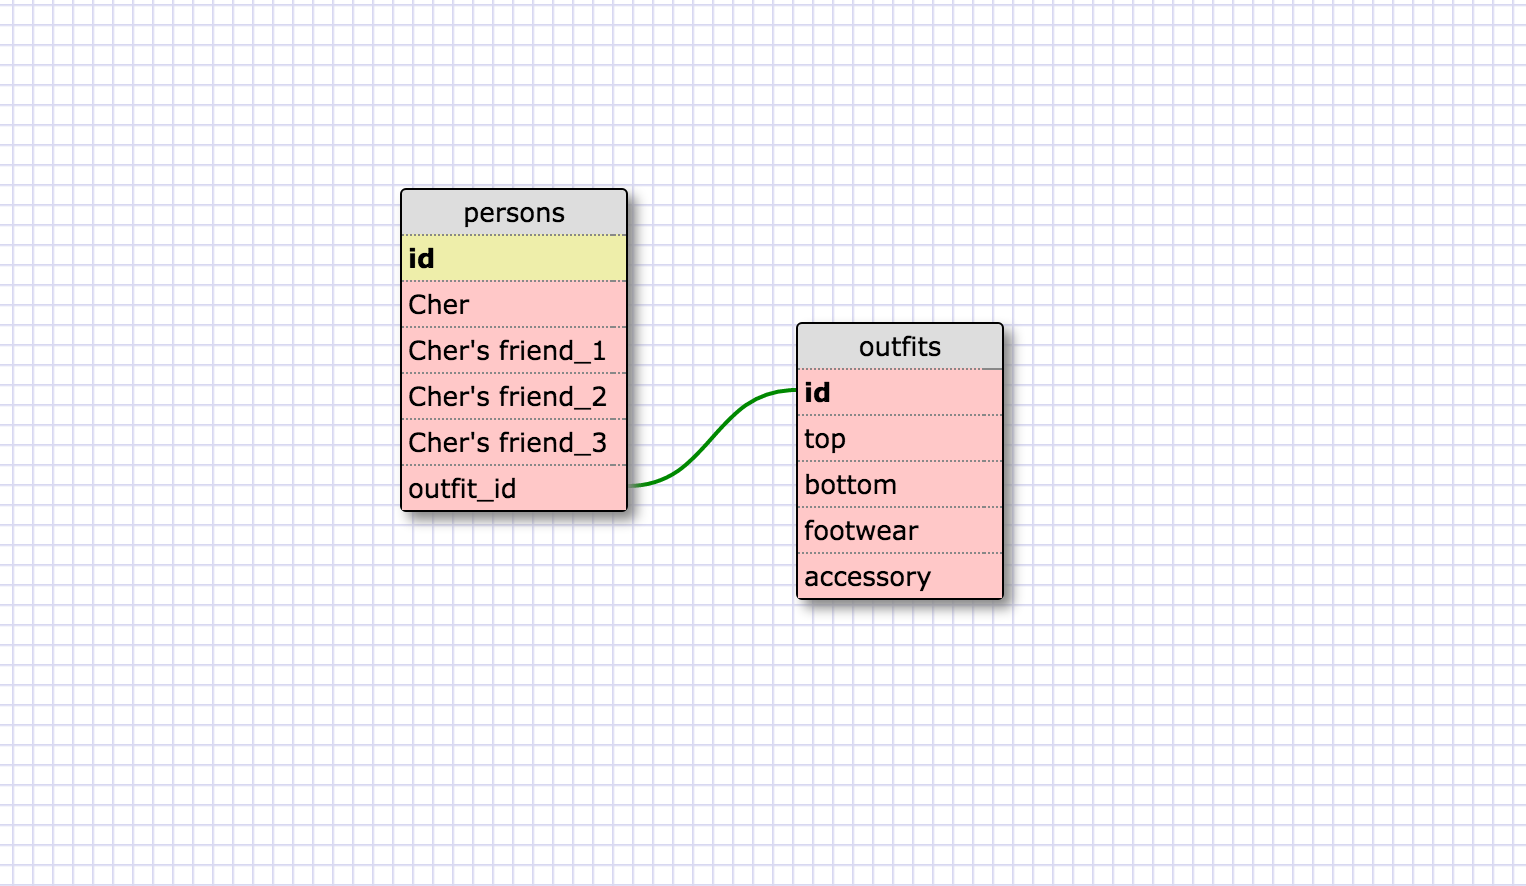 persons
id
Cher
Cher's friend_1
Cher's friend_2
Cher's friend_3
outfit_id
outfits
id
top
bottom
footwear
accessory